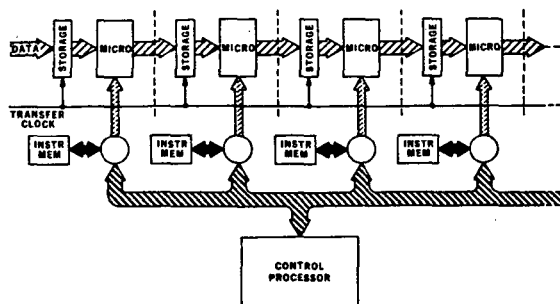 DATA
STORAGE
MICRO
STORAGE
MICRO
STORAGE
MICRO
STORAGE
MICRO
TRANSFER
CLOCK
INSTR
MEM
INSTR
MEM
INSTR
MEM
INSTR
MEM
CONTROL
PROCESSOR